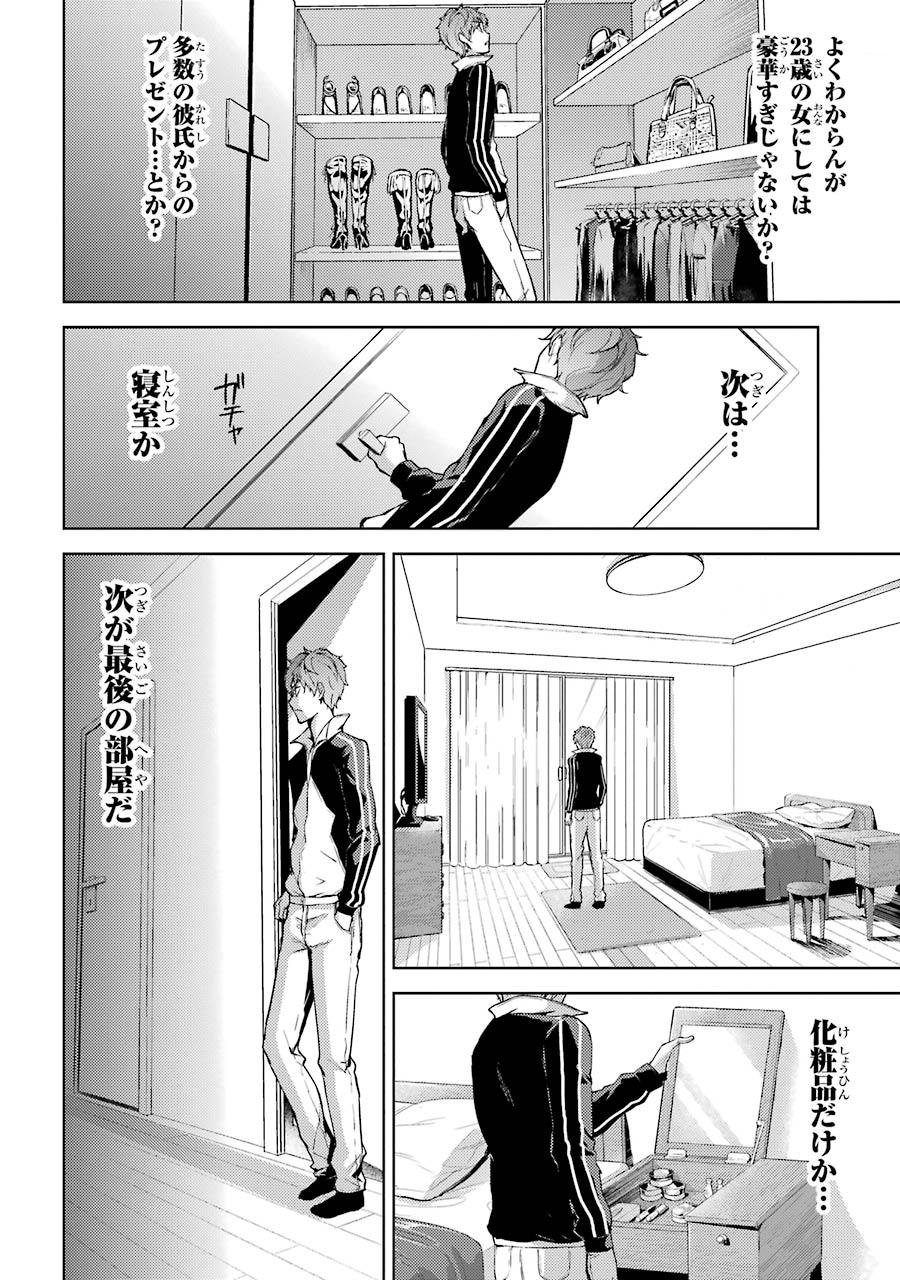 よくわからんが
23歳の女にしては
豪華すぎじゃないか?
多数の彼氏からの
プレゼント…とか?
次は…
ガチャ
寝室か
化粧品だけか…
次が最後の部屋だ